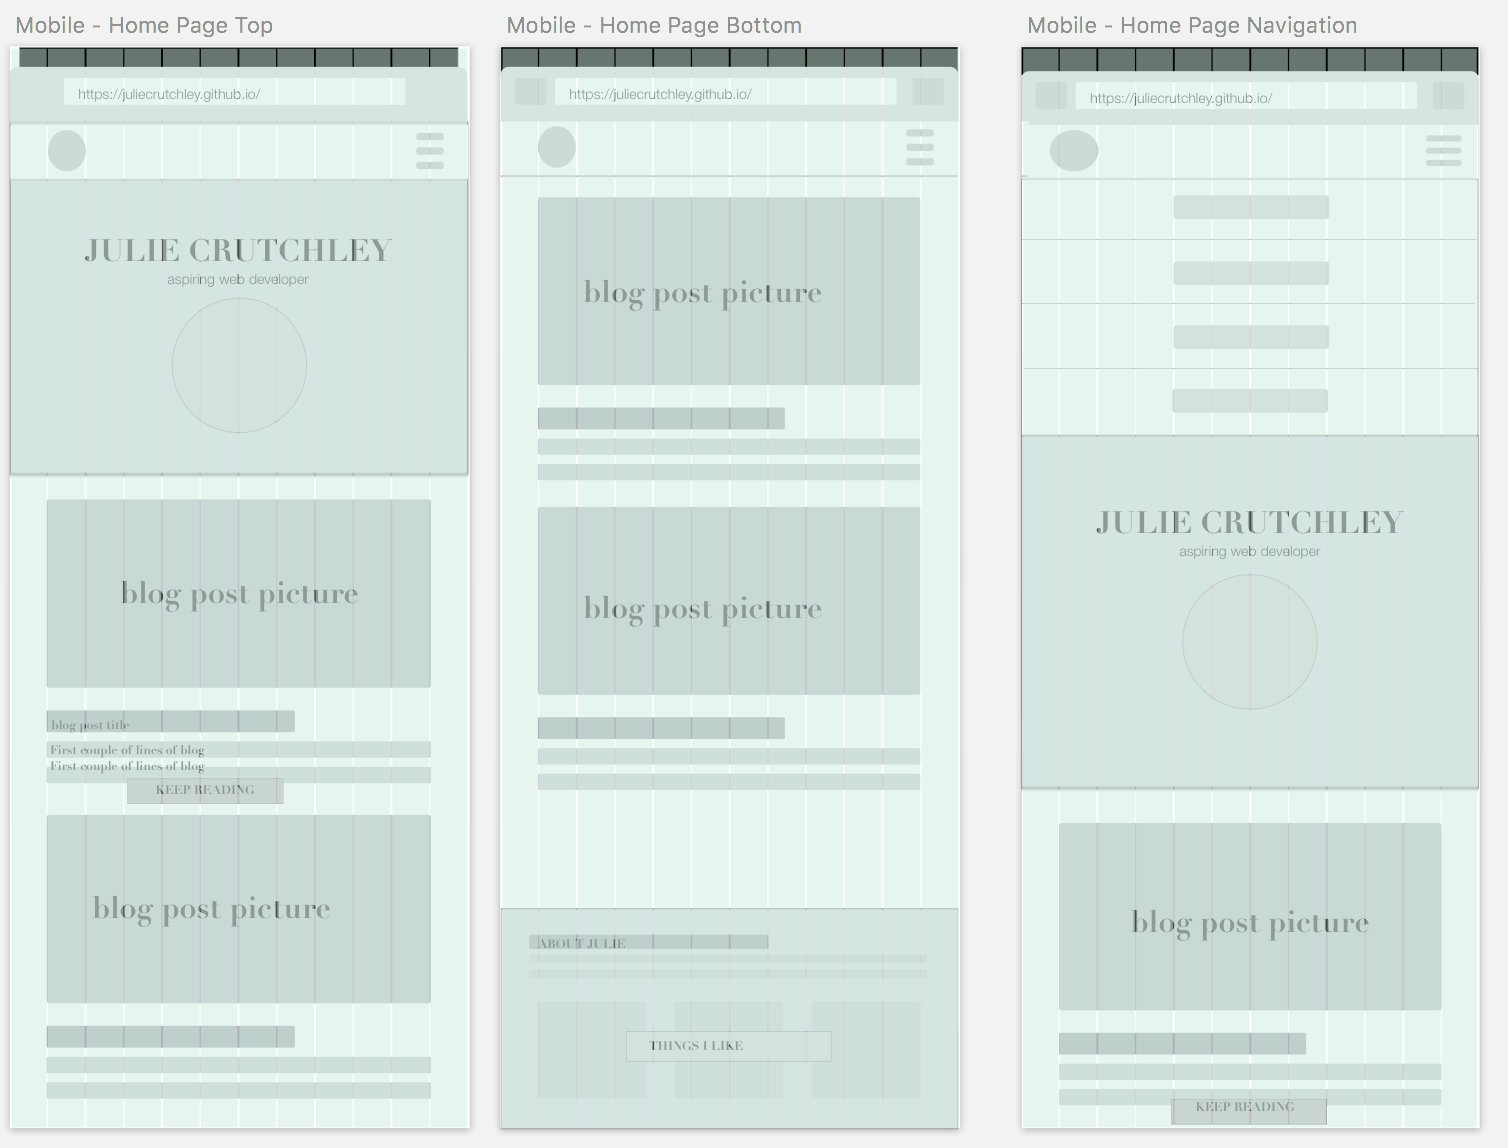 Mobile - Home Page Top
https://juliecrutchley.github.io/
JULIE CRUTCHLEY
aspiring web developer
blog post picture
blog post title
First couple of lines of blog
First couple of lines of blog
KEEP READING
blog post picture
Mobile - Home Page Bottom
https://juliecrutchley.github.io/
blog post picture
blog post picture
ABOUT JULIE
THINGS I LIKE
Mobile - Home Page Navigation
https://juliecrutchley.github.io/
JULIE CRUTCHLEY
aspiring web developer
blog post picture
KEEP READING